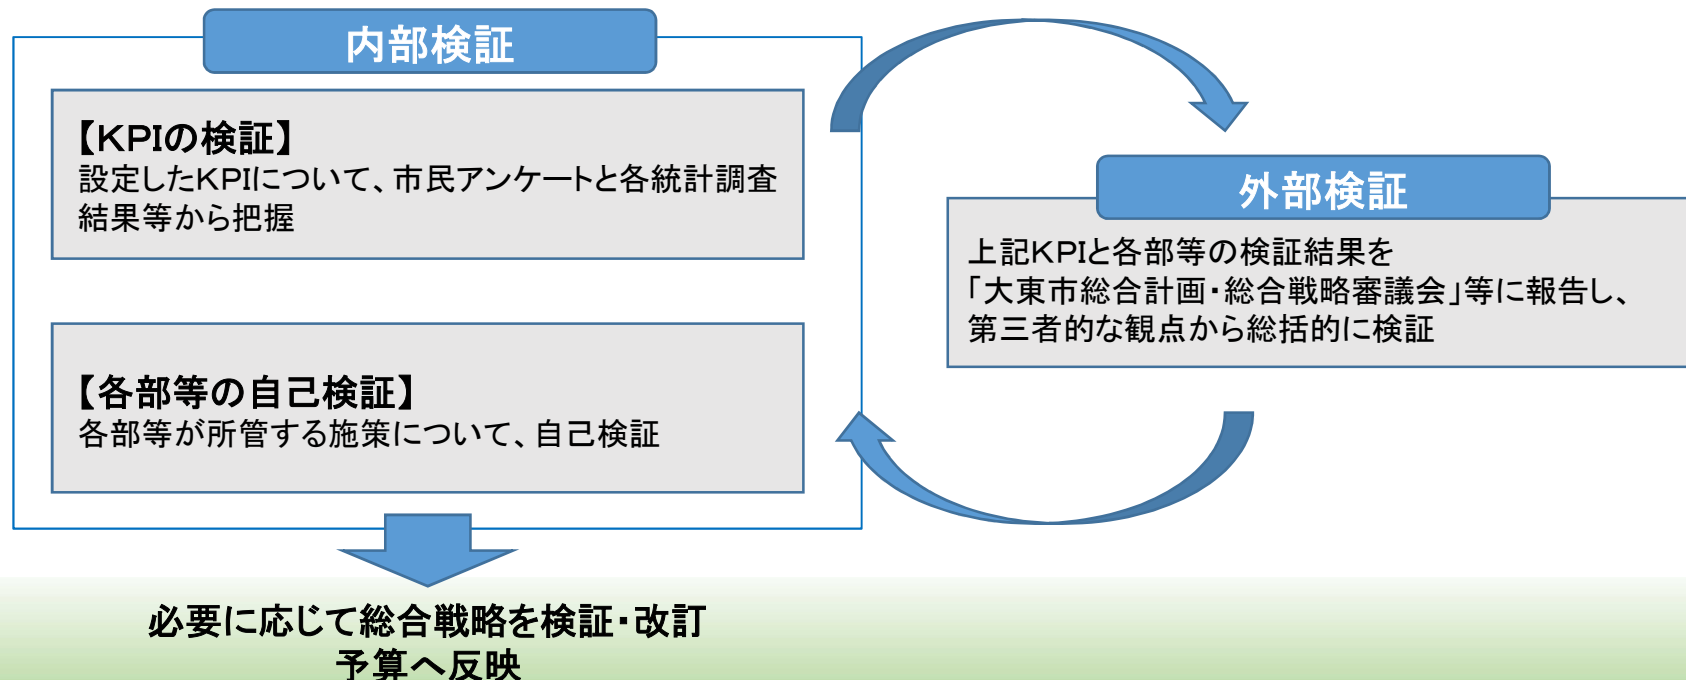 内部検証
【KPIの検証】
設定したKPIについて、市民アンケートと各統計調査
結果等から把握
【各部等の自己検証】
各部等が所管する施策について、自己検証
外部検証
上記KPIと各部等の検証結果を
「大東市総合計画・総合戦略審議会」等に報告し、
第三者的な観点から総括的に検証
必要に応じて総合戦略を検証・改訂
予算へ反映